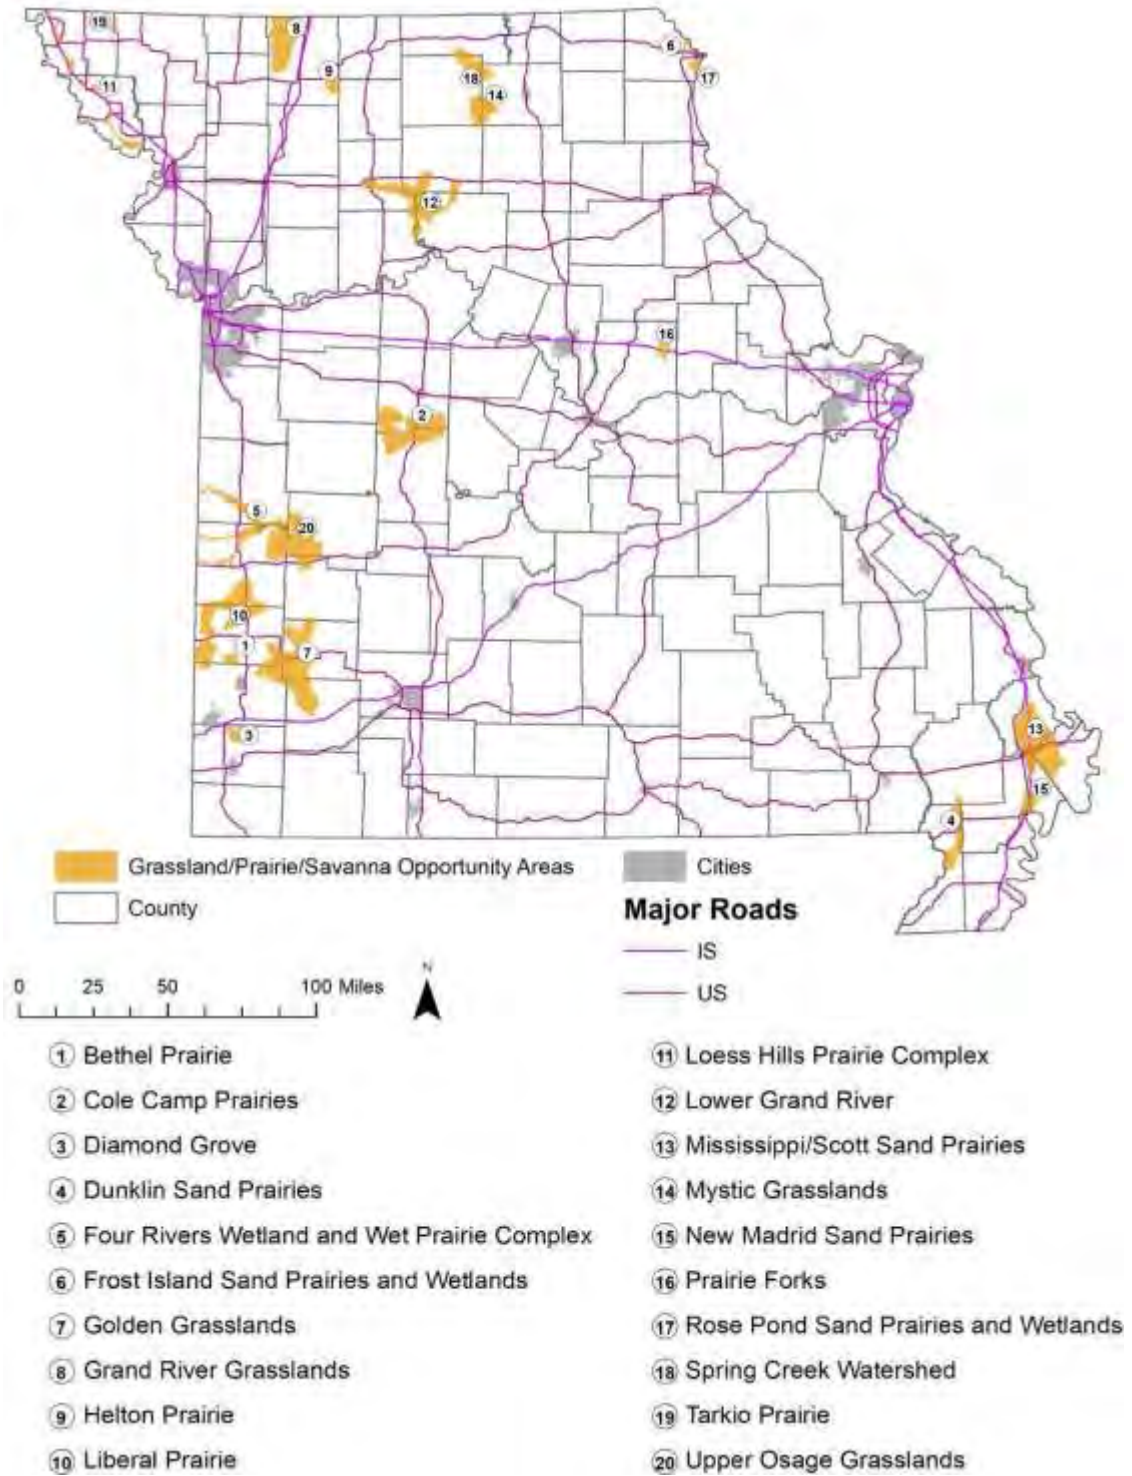 19
8
6
9
18
17
11
14
12
16
2
5
20
10
1
7
13
3
15
4
Grassland/Prairie/Savanna Opportunity Areas
Cities
County
Major Roads
IS
US
N
0 25 50 100 Miles
1 Bethel Prairie
2 Cole Camp Prairies
3 Diamond Grove
4 Dunklin Sand Prairies
5 Four Rivers Wetland and Wet Prairie Complex
6 Frost Island Sand Prairies and Wetlands
7 Golden Grasslands
8 Grand River Grasslands
9 Helton Prairie
10 Liberal Prairie
11 Loess Hills Prairie Complex
12 Lower Grand River
13 Mississippi/Scott Sand Prairies
14 Mystic Grasslands
15 New Madrid Sand Prairies
16 Prairie Forks
17 Rose Pond Sand Prairies and Wetlands
18 Spring Creek Watershed
19 Tarkio Prairie
20 Upper Osage Grasslands